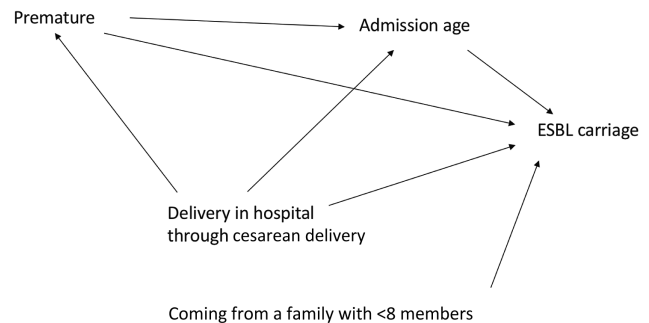 Premature
Admission age
ESBL carriage
Delivery in hospital
through cesarean delivery
Coming from a family with <8 members